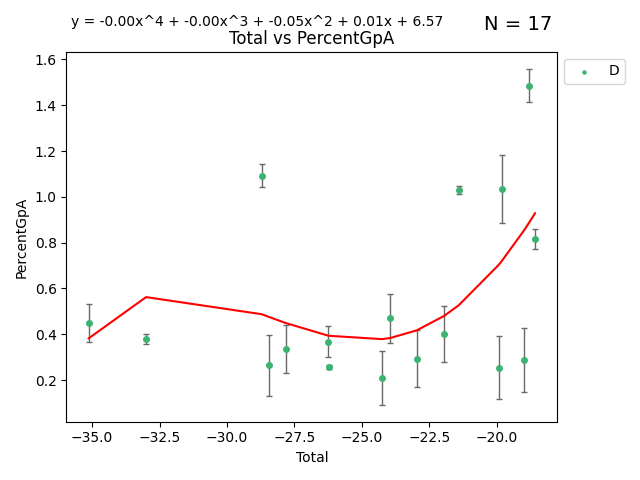 y = -0.00x^4 + -0.00x^3 + -0.05x^2 + 0.01x + 6.57
N = 17
Total vs PercentGpA
D
1.6
1.4
1.2
1.0
0.8
0.6
0.4
0.2
PercentGpA
−35.0 −32.5 −30.0 −27.5 −25.0 −22.5 −20.0
Total